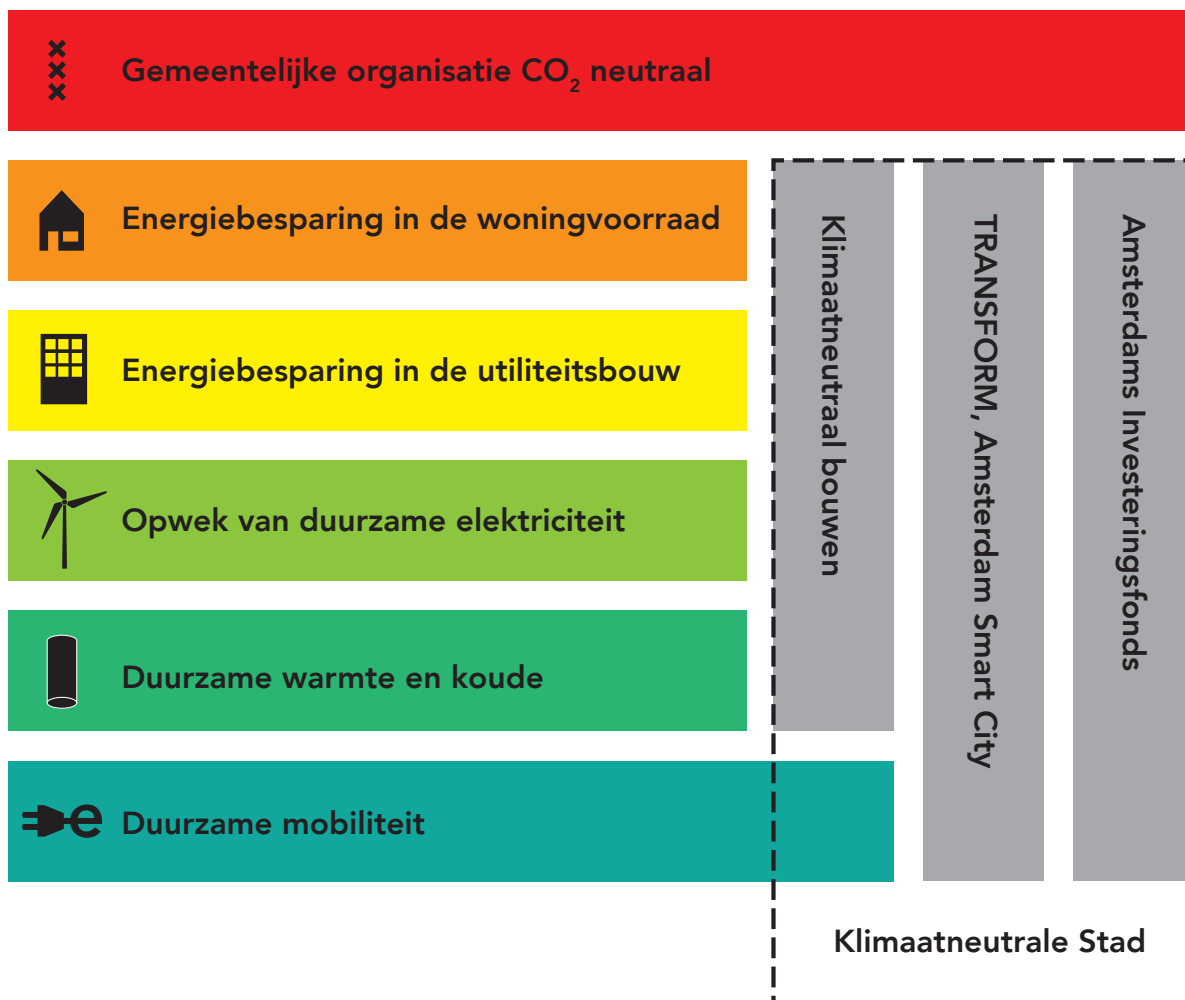 Gemeentelijke organisatie CO₂ neutraal
Energiebesparing in de woningvoorraad
Energiebesparing in de utiliteitsbouw
Opwek van duurzame elektriciteit
Duurzame warmte en koude
e Duurzame mobiliteit
Klimaatneutraal bouwen
TRANSFORM, Amsterdam Smart City
Amsterdams Investeringsfonds
Klimaatneutrale Stad